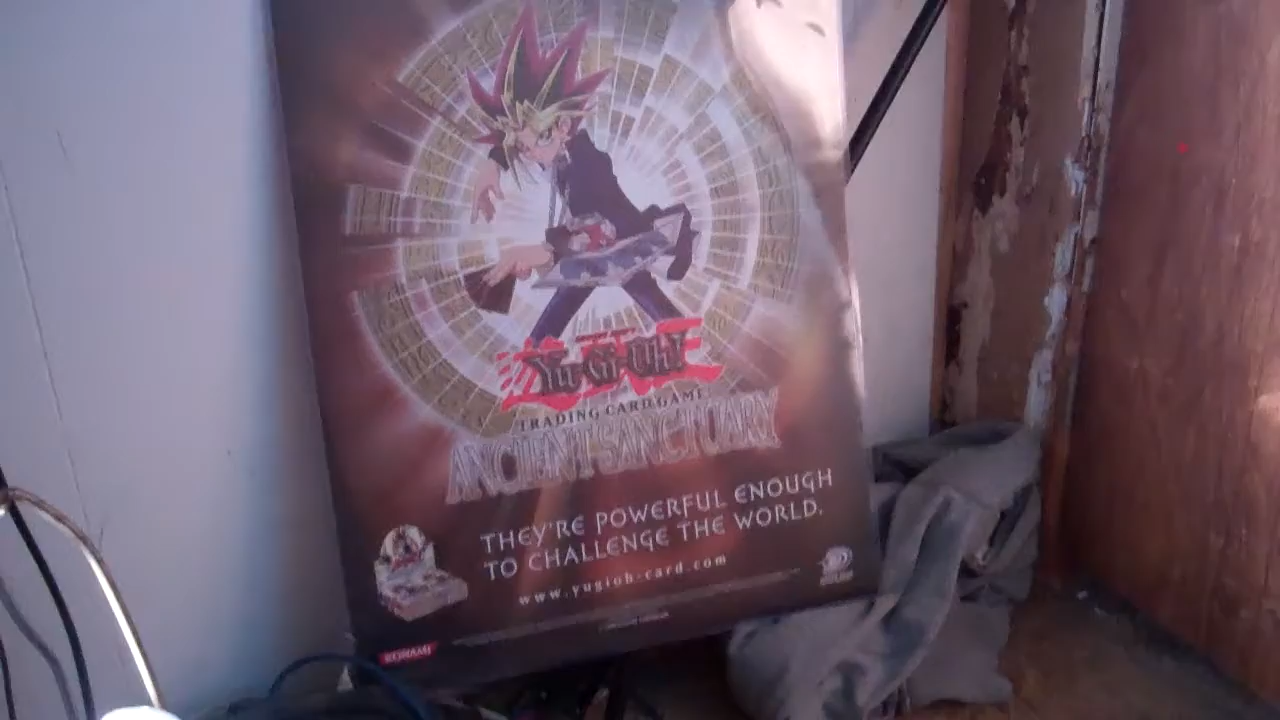 Yu-Gi-Oh!
TRADING CARD GAME
ANCIENT SANCTUARY
THEY'RE POWERFUL ENOUGH
TO CHALLENGE THE WORLD.
www.yugioh-card.com
KONAMI